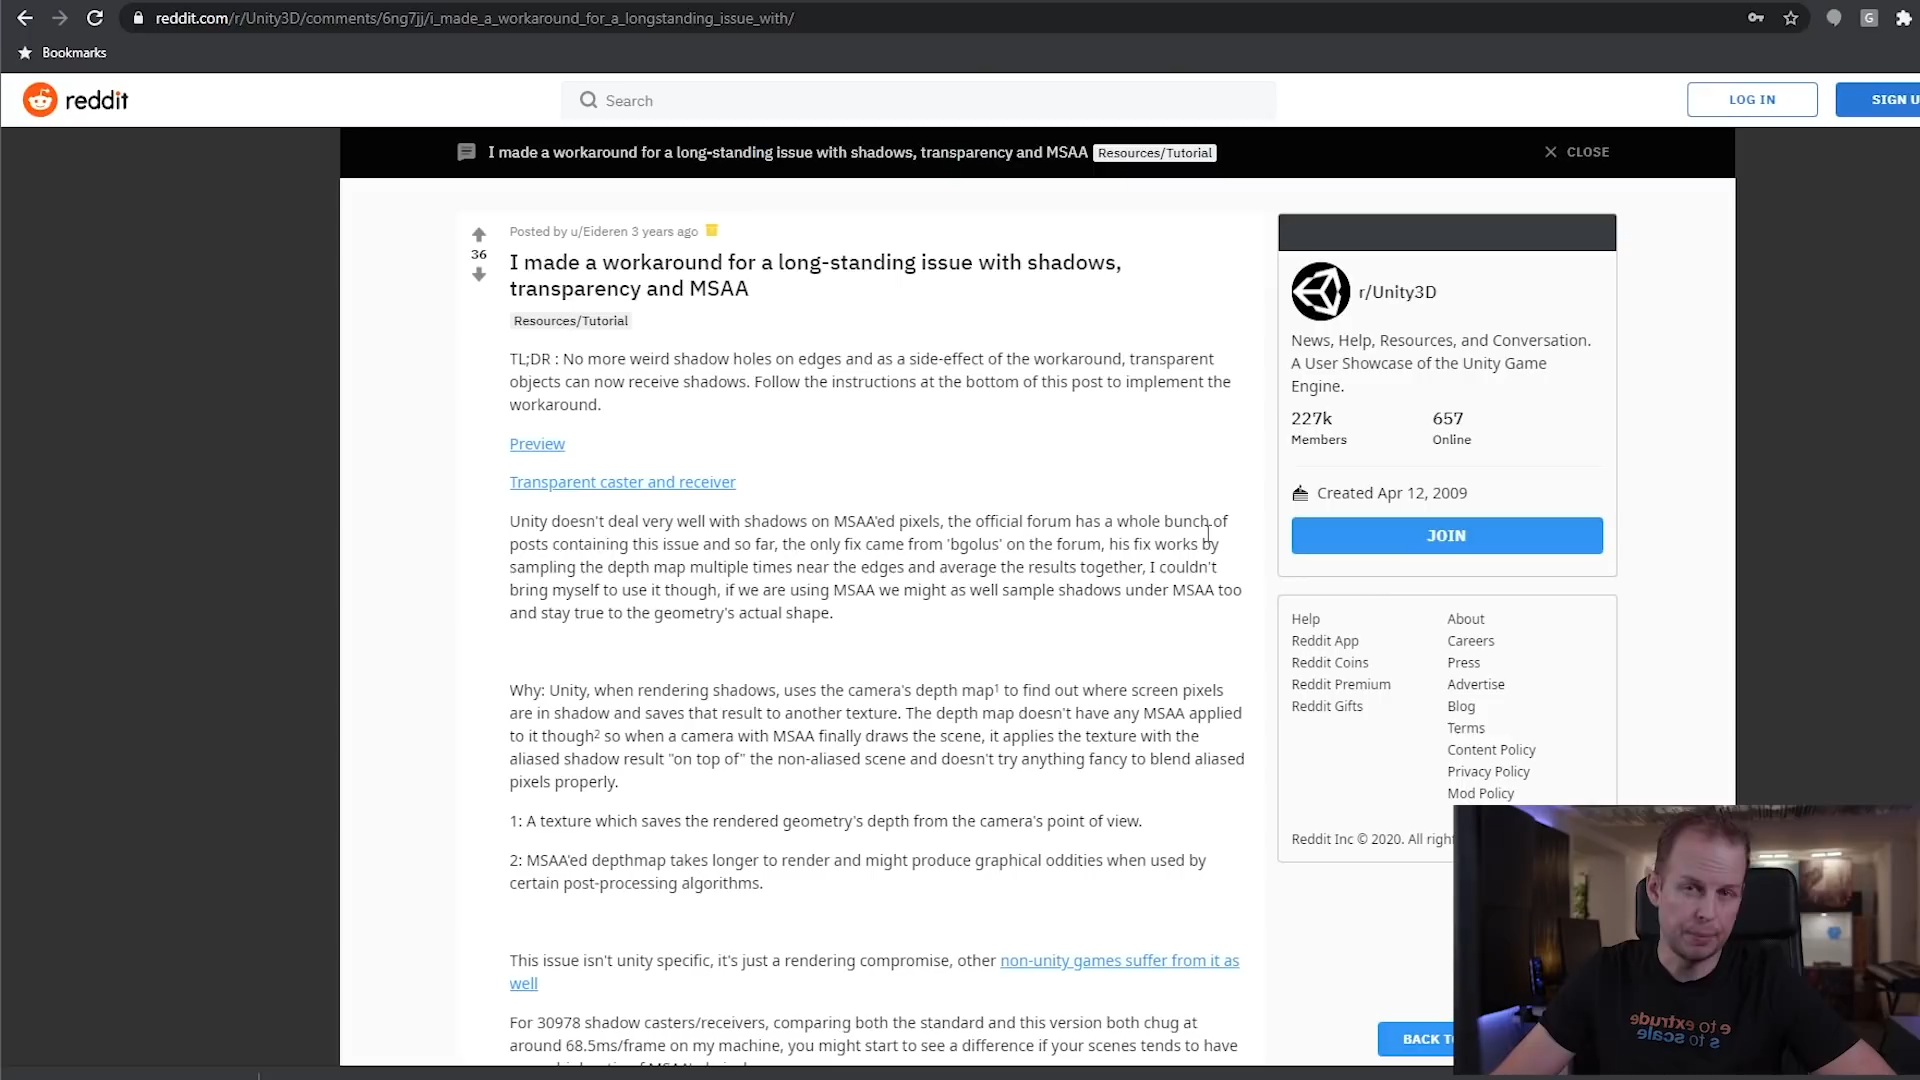 reddit.com/r/Unity3D/comments/6ng7jj/i_made_a_workaround_for_a_longstanding_issue_with/
G
Bookmarks
reddit
Search
LOG IN
SIGN U
I made a workaround for a long-standing issue with shadows, transparency and MSAA Resources/Tutorial
CLOSE
Posted by u/Eideren 3 years ago
36
I made a workaround for a long-standing issue with shadows,
transparency and MSAA
Resources/Tutorial
TL;DR : No more weird shadow holes on edges and as a side-effect of the workaround, transparent
objects can now receive shadows. Follow the instructions at the bottom of this post to implement the
workaround.
Preview
Transparent caster and receiver
Unity doesn't deal very well with shadows on MSAA'ed pixels, the official forum has a whole bunch of
posts containing this issue and so far, the only fix came from 'bgolus' on the forum, his fix works by
sampling the depth map multiple times near the edges and average the results together, I couldn't
bring myself to use it though, if we are using MSAA we might as well sample shadows under MSAA too
and stay true to the geometry's actual shape.
Why: Unity, when rendering shadows, uses the camera's depth map¹ to find out where screen pixels
are in shadow and saves that result to another texture. The depth map doesn't have any MSAA applied
to it though² so when a camera with MSAA finally draws the scene, it applies the texture with the
aliased shadow result "on top of" the non-aliased scene and doesn't try anything fancy to blend aliased
pixels properly.
1: A texture which saves the rendered geometry's depth from the camera's point of view.
2: MSAA'ed depthmap takes longer to render and might produce graphical oddities when used by
certain post-processing algorithms.
This issue isn't unity specific, it's just a rendering compromise, other non-unity games suffer from it as
well
For 30978 shadow casters/receivers, comparing both the standard and this version both chug at
around 68.5ms/frame on my machine, you might start to see a difference if your scenes tends to have
r/Unity3D
News, Help, Resources, and Conversation.
A User Showcase of the Unity Game
Engine.
227k
Members
657
Online
Created Apr 12, 2009
JOIN
Help
Reddit App
Reddit Coins
Reddit Premium
Reddit Gifts
About
Careers
Press
Advertise
Blog
Terms
Content Policy
Privacy Policy
Mod Policy
Reddit Inc © 2020. All righ
BACK T
e to extrude
s to scale